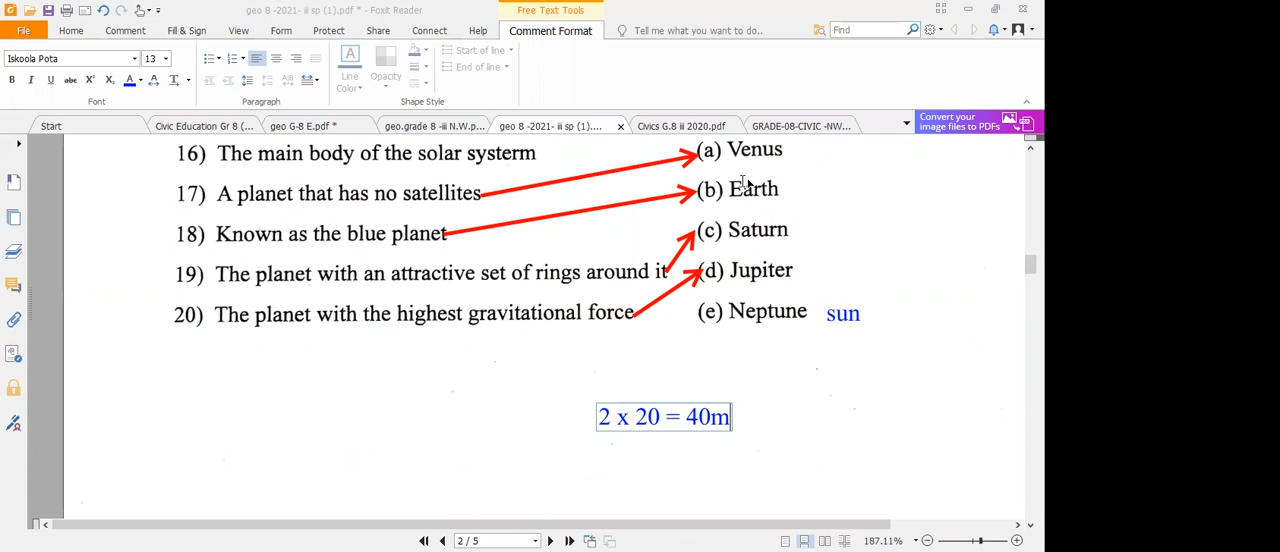 geo 8 -2021- ii sp (1).pdf * - Foxit Reader
Free Text Tools
File Home Comment Fill & Sign View Form Protect Share Connect Help Comment Format Tell me what you want to do.. Find
Iskoola Pota 13
Start of line
End of line
B I U abc X² X₂ A T
Line Color
Opacity
Font Paragraph Shape Style
Start Civic Education Gr 8 (... geo G-8 E.pdf * geo.grade 8 -ii N.W.p... geo 8 -2021- ii sp (1).... Civics G.8 ii 2020.pdf GRADE-08-CIVIC -NW...
Convert your image files to PDFs
16) The main body of the solar systerm (a) Venus
17) A planet that has no satellites (b) Earth
18) Known as the blue planet (c) Saturn
19) The planet with an attractive set of rings around it (d) Jupiter
20) The planet with the highest gravitational force (e) Neptune sun
2 x 20 = 40m
2 / 5 187.11%